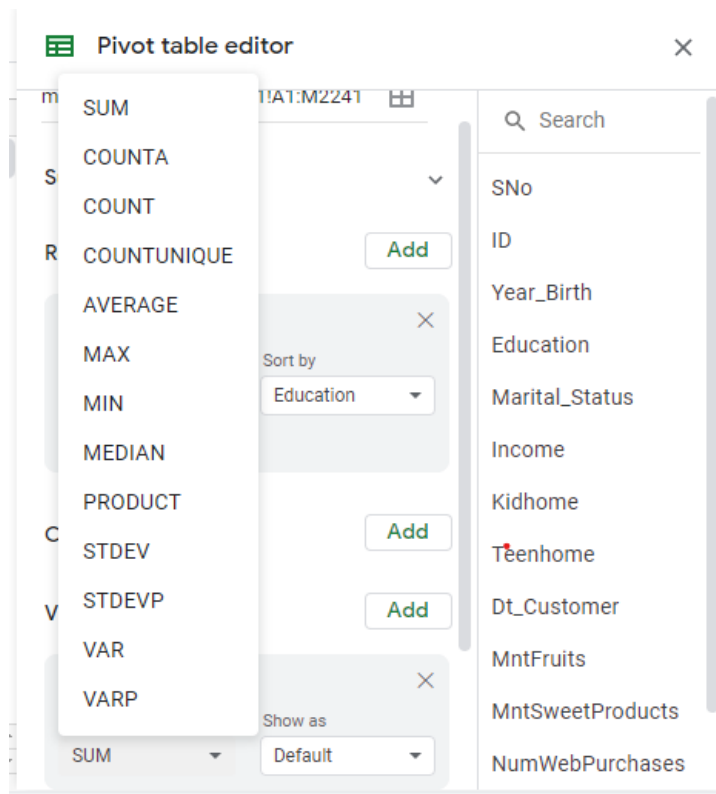 Pivot table editor
m
1!A1:M2241
SUM
COUNTA
COUNT
COUNTUNIQUE
AVERAGE
MAX
MIN
MEDIAN
PRODUCT
STDEV
STDEVP
VAR
VARP
S
R
Add
Sort by
Education
C
Add
V
Add
Show as
SUM
Default
Search
SNo
ID
Year_Birth
Education
Marital_Status
Income
Kidhome
Teenhome
Dt_Customer
MntFruits
MntSweetProducts
NumWebPurchases